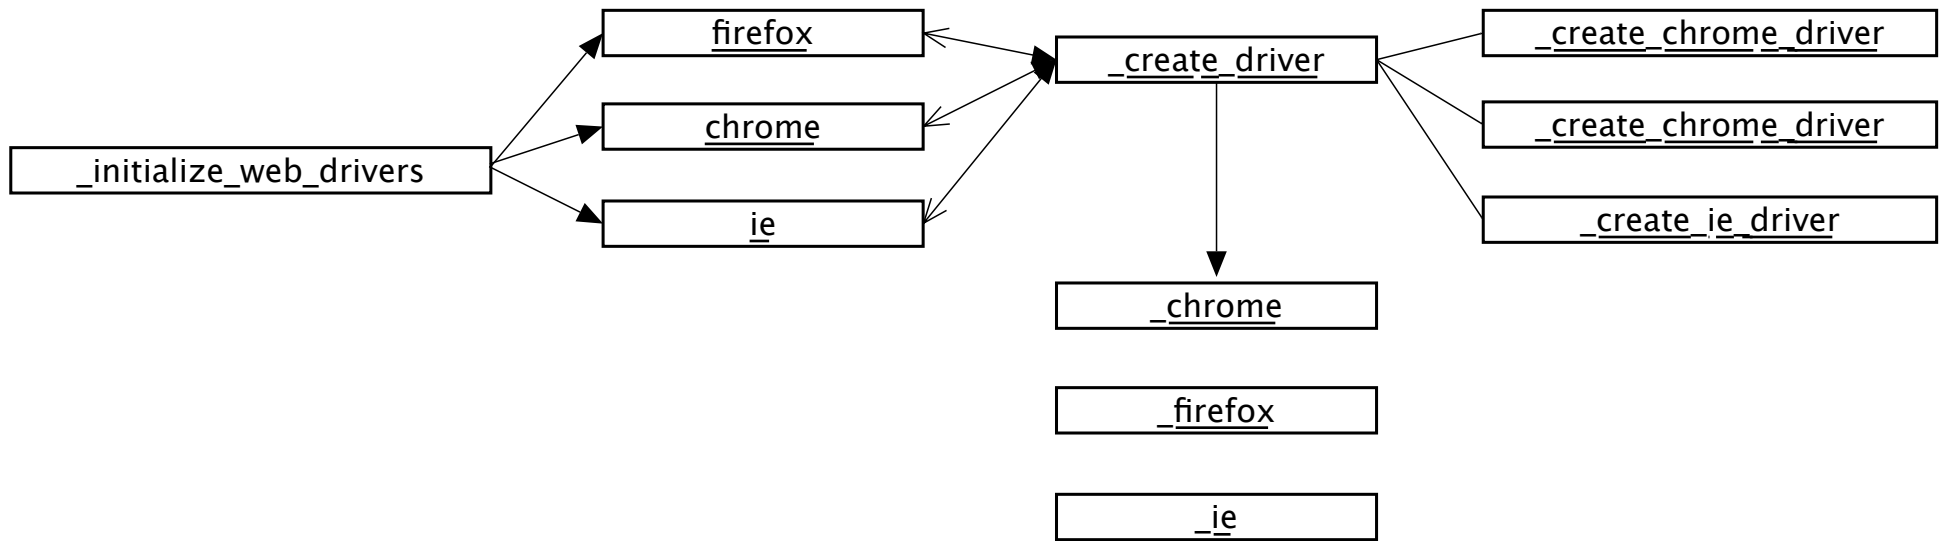 _initialize_web_drivers
firefox
chrome
ie
_create_driver
_chrome
_firefox
_ie
_create_chrome_driver
_create_chrome_driver
_create_ie_driver